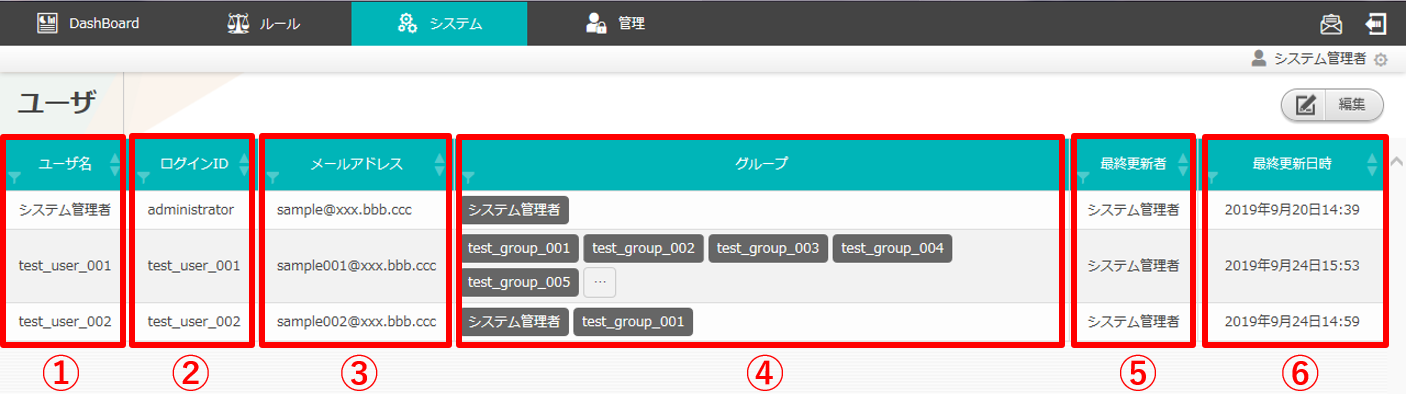 DashBoard ルール システム 管理
システム管理者
ユーザ 編集
ユーザ名 ログインID メールアドレス グループ 最終更新者 最終更新日時
システム管理者 administrator sample@xxx.bbb.ccc システム管理者 システム管理者 2019年9月20日14:39
test_group_001 test_group_002 test_group_003 test_group_004
test_user_001 test_user_001 sample001@xxx.bbb.ccc システム管理者 2019年9月24日15:53
test_group_005 …
test_user_002 test_user_002 sample002@xxx.bbb.ccc システム管理者 test_group_001 システム管理者 2019年9月24日14:59
① ② ③ ④ ⑤ ⑥